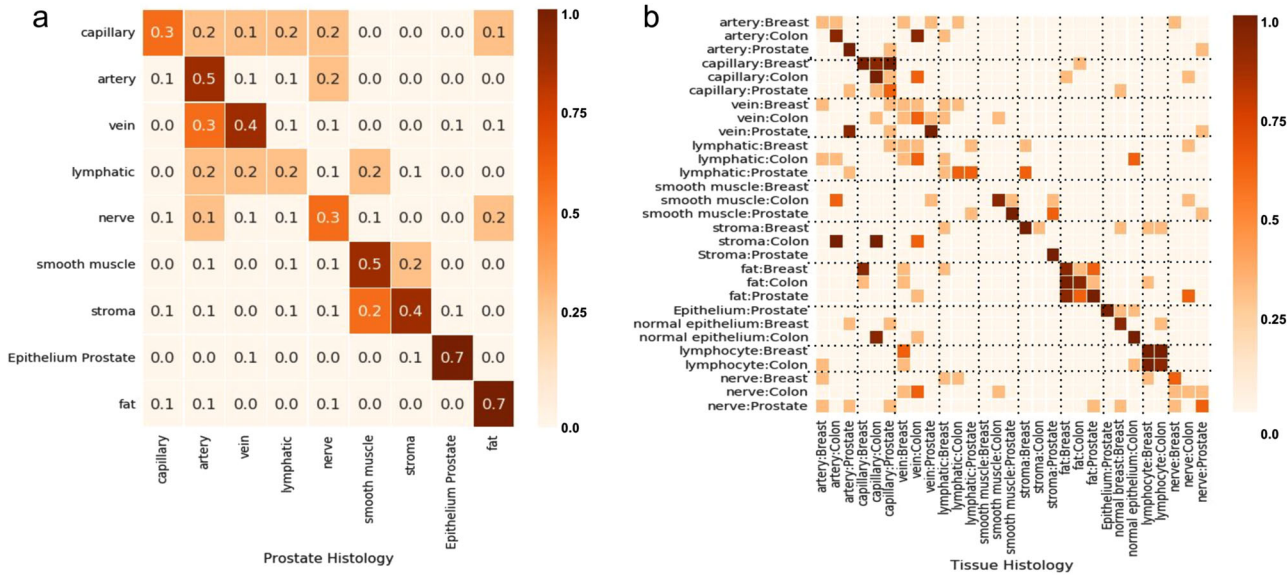 a
capillary 0.3 0.2 0.1 0.2 0.2 0.0 0.0 0.0 0.1
artery 0.1 0.5 0.1 0.1 0.2 0.0 0.0 0.0 0.0
vein 0.0 0.3 0.4 0.1 0.1 0.0 0.0 0.1 0.1
lymphatic 0.0 0.2 0.2 0.2 0.1 0.2 0.1 0.0 0.0
nerve 0.1 0.1 0.1 0.0 0.3 0.1 0.0 0.0 0.2
smooth muscle 0.0 0.1 0.0 0.1 0.1 0.5 0.2 0.0 0.0
stroma 0.1 0.1 0.0 0.1 0.0 0.2 0.4 0.1 0.0
Epithelium Prostate 0.0 0.0 0.1 0.0 0.0 0.0 0.1 0.7 0.0
fat 0.1 0.1 0.0 0.0 0.1 0.0 0.0 0.0 0.7
capillary
artery
vein
lymphatic
nerve
smooth muscle
stroma
Epithelium Prostate
fat
Prostate Histology
1.0
0.75
0.5
0.25
0.0
b
artery:Breast
artery:Colon
artery:Prostate
capillary:Breast
capillary:Colon
capillary:Prostate
vein:Breast
vein:Colon
vein:Prostate
lymphatic:Breast
lymphatic:Colon
lymphatic:Prostate
smooth muscle:Breast
smooth muscle:Colon
smooth muscle:Prostate
stroma:Breast
stroma:Colon
Stroma:Prostate
fat:Breast
fat:Colon
fat:Prostate
Epithelium:Prostate
normal epithelium:Breast
normal epithelium:Colon
lymphocyte:Breast
lymphocyte:Colon
nerve:Breast
nerve:Colon
nerve:Prostate
artery:Breast
artery:Colon
artery:Prostate
capillary:Breast
capillary:Colon
capillary:Prostate
vein:Breast
vein:Colon
vein:Prostate
lymphatic:Breast
lymphatic:Colon
lymphatic:Prostate
smooth muscle:Breast
smooth muscle:Colon
smooth muscle:Prostate
stroma:Breast
stroma:Colon
stroma:Prostate
fat:Breast
fat:Colon
fat:Prostate
Epithelium:Prostate
normal breast:Breast
normal epithelium:Colon
lymphocyte:Breast
lymphocyte:Colon
nerve:Breast
nerve:Colon
nerve:Prostate
Tissue Histology
1.0
0.75
0.5
0.25
0.0